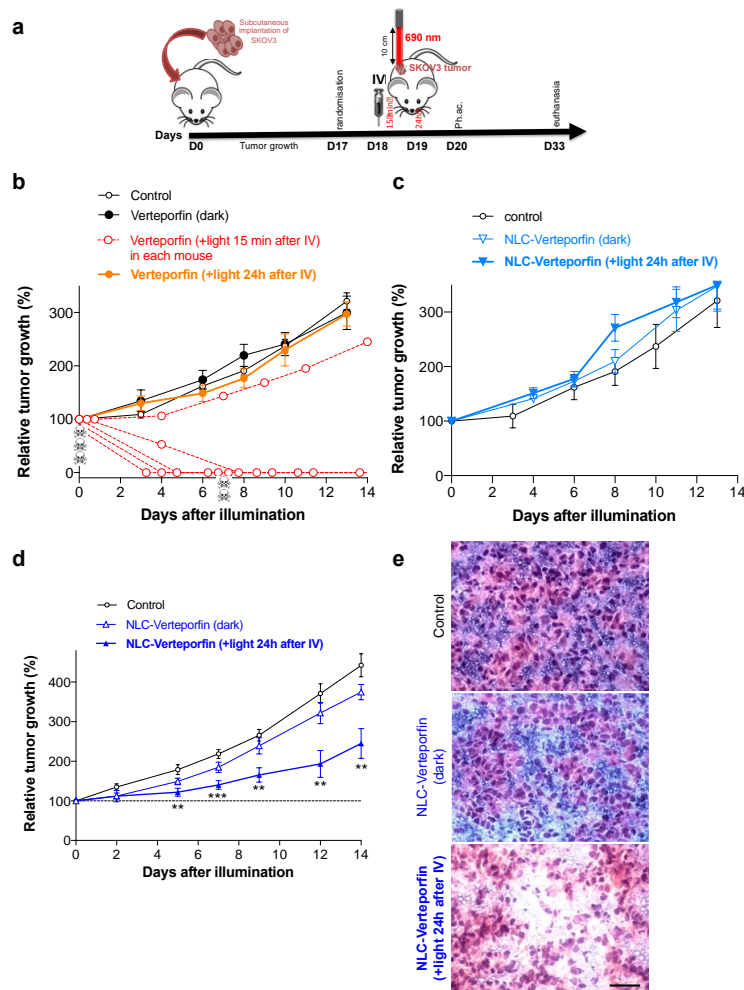 a
Subcutaneous
implantation of
SKOV3
10 cm
690 nm
SKOV3 tumor
IV
randomisation
24h
Ph.ac.
euthanasia
Days
D0
Tumor growth
D17
D18
D19
D20
D33
b
Control
Verteporfin (dark)
Verteporfin (+light 15 min after IV)
in each mouse
Verteporfin (+light 24h after IV)
Relative tumor growth (%)
300
200
100
0
0 2 4 6 8 10 12 14
Days after illumination
c
control
NLC-Verteporfin (dark)
NLC-Verteporfin (+light 24h after IV)
Relative tumor growth (%)
300
200
100
0
0 2 4 6 8 10 12 14
Days after illumination
d
Control
NLC-Verteporfin (dark)
NLC-Verteporfin (+light 24h after IV)
Relative tumor growth (%)
400
300
200
100
0
** *** ** ** **
0 2 4 6 8 10 12 14
Days after illumination
e
Control
NLC-Verteporfin
(dark)
NLC-Verteporfin
(+light 24h after IV)